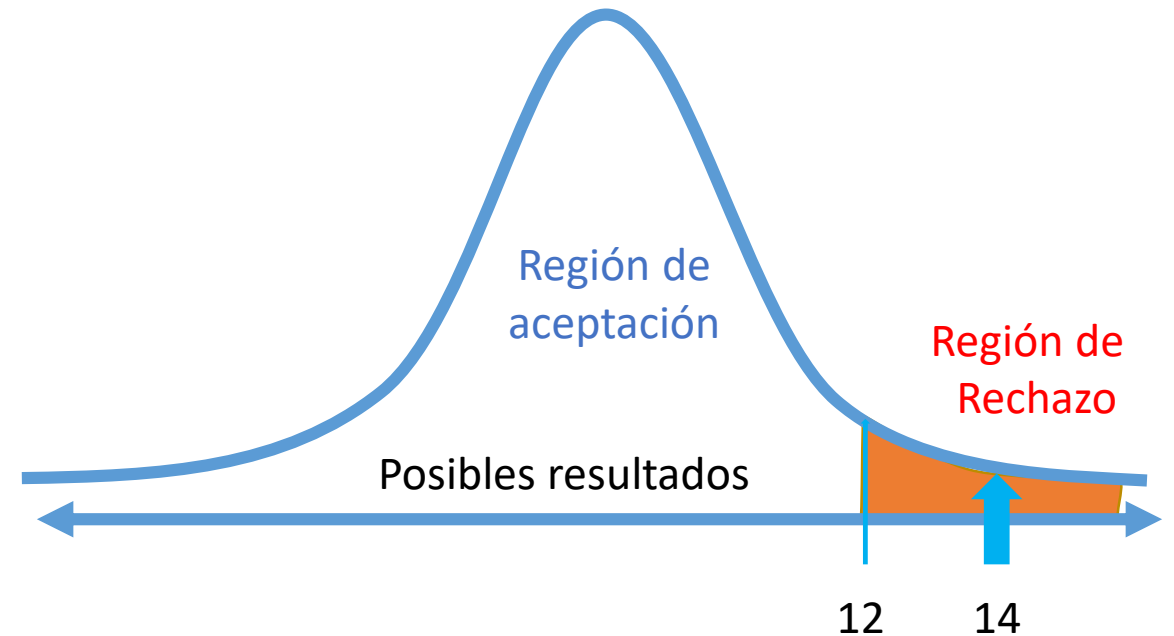 Región de
aceptación
Región de
Rechazo
Posibles resultados
12
14